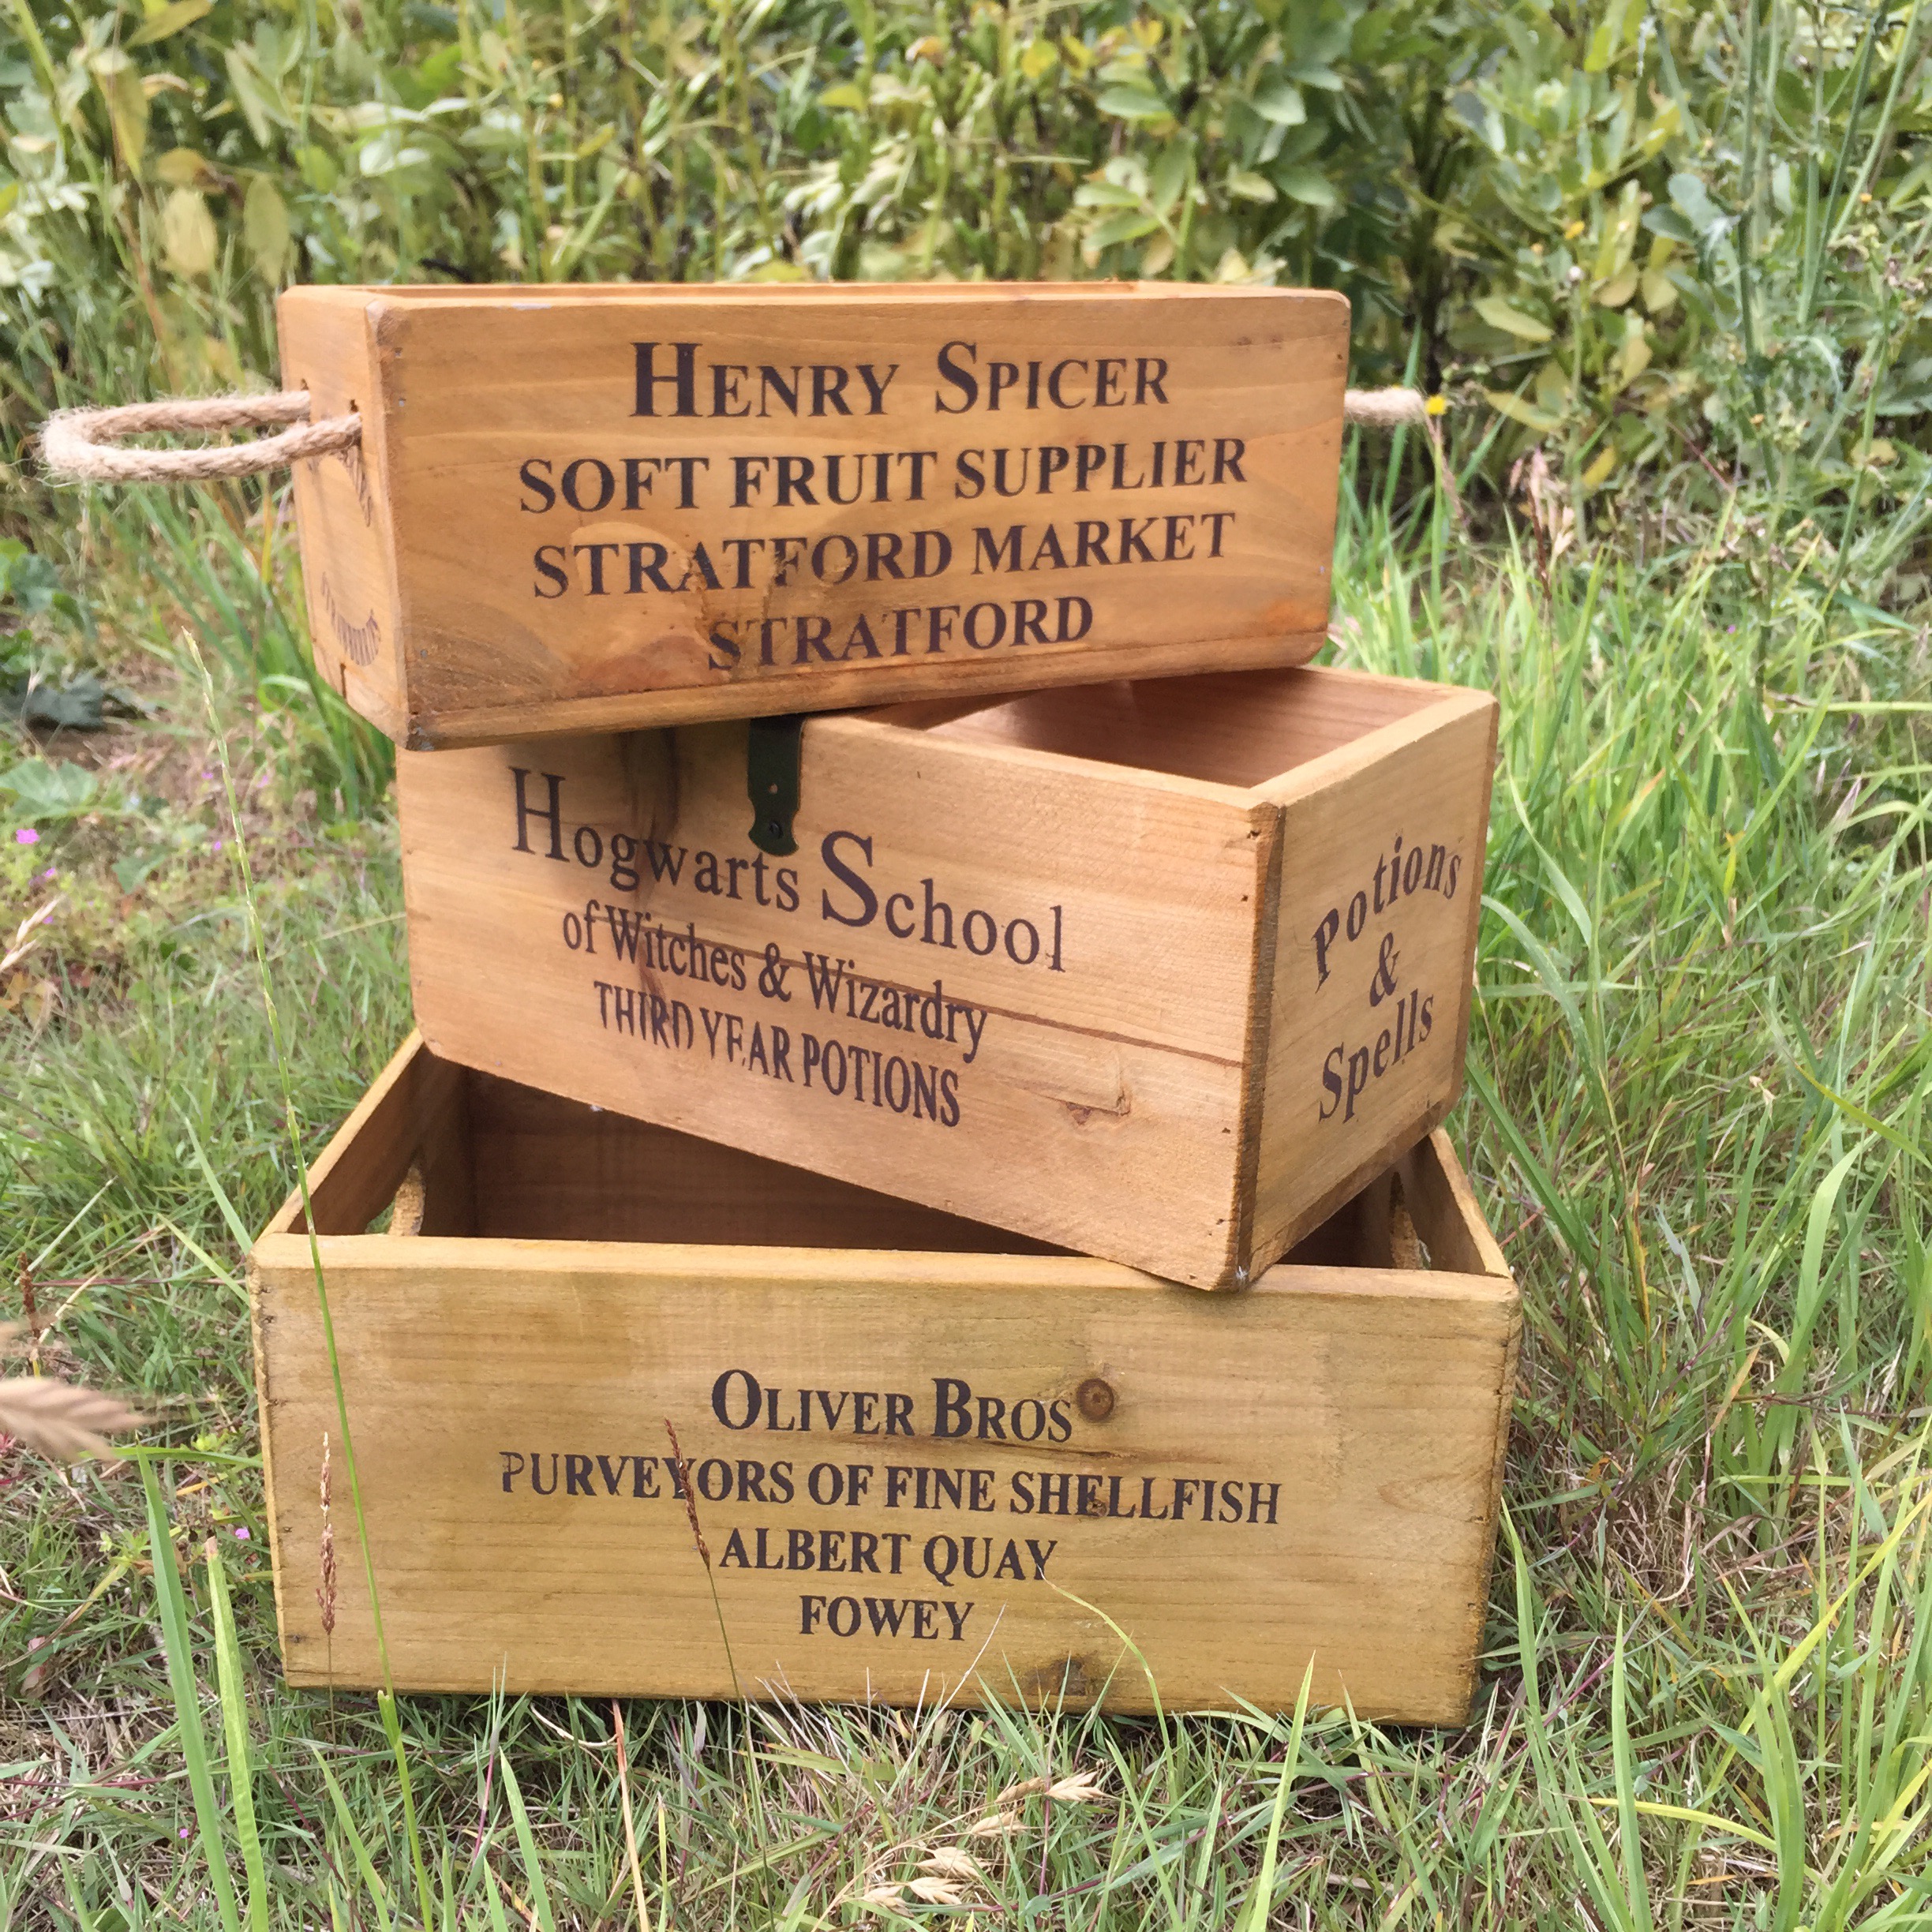 HENRY SPICER
SOFT FRUIT SUPPLIER
STRATFORD MARKET
STRATFORD
Hogwarts School
of Witches & Wizardry
THIRD YEAR POTIONS
Potions
&
Spells
OLIVER BROS
PURVEYORS OF FINE SHELLFISH
ALBERT QUAY
FOWEY